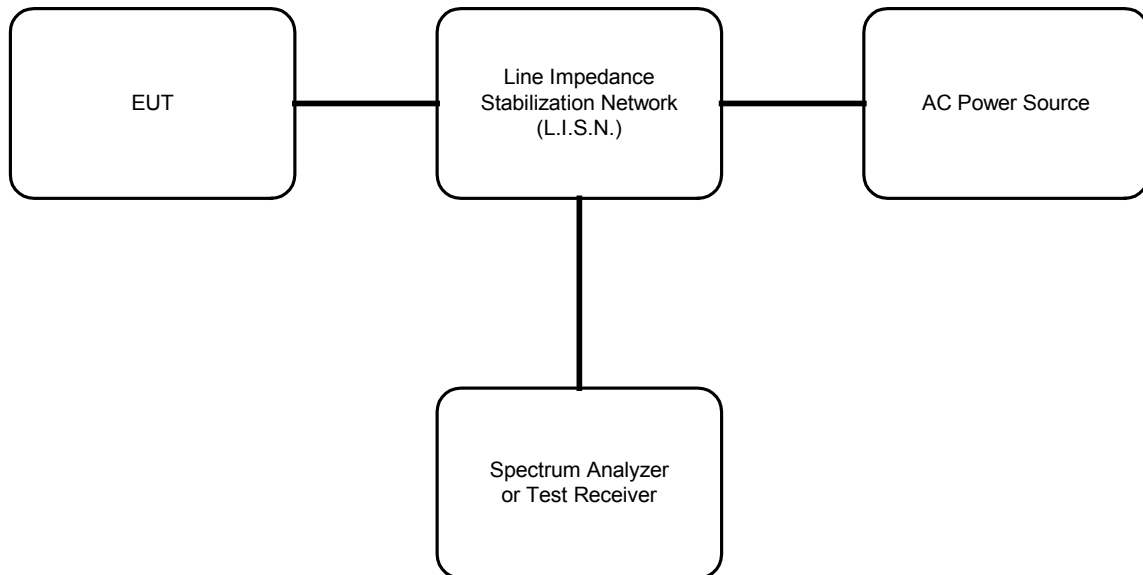 EUT
Line Impedance
Stabilization Network
(L.I.S.N.)
AC Power Source
Spectrum Analyzer
or Test Receiver